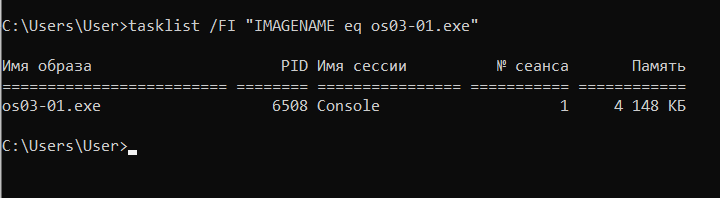 C:\Users\User>tasklist /FI "IMAGENAME eq os03-01.exe"
Имя образа                     PID Имя сессии          № сеанса       Память
========================= ======== ================ =========== ============
os03-01.exe                   6508 Console                    1     4 148 КБ
C:\Users\User>